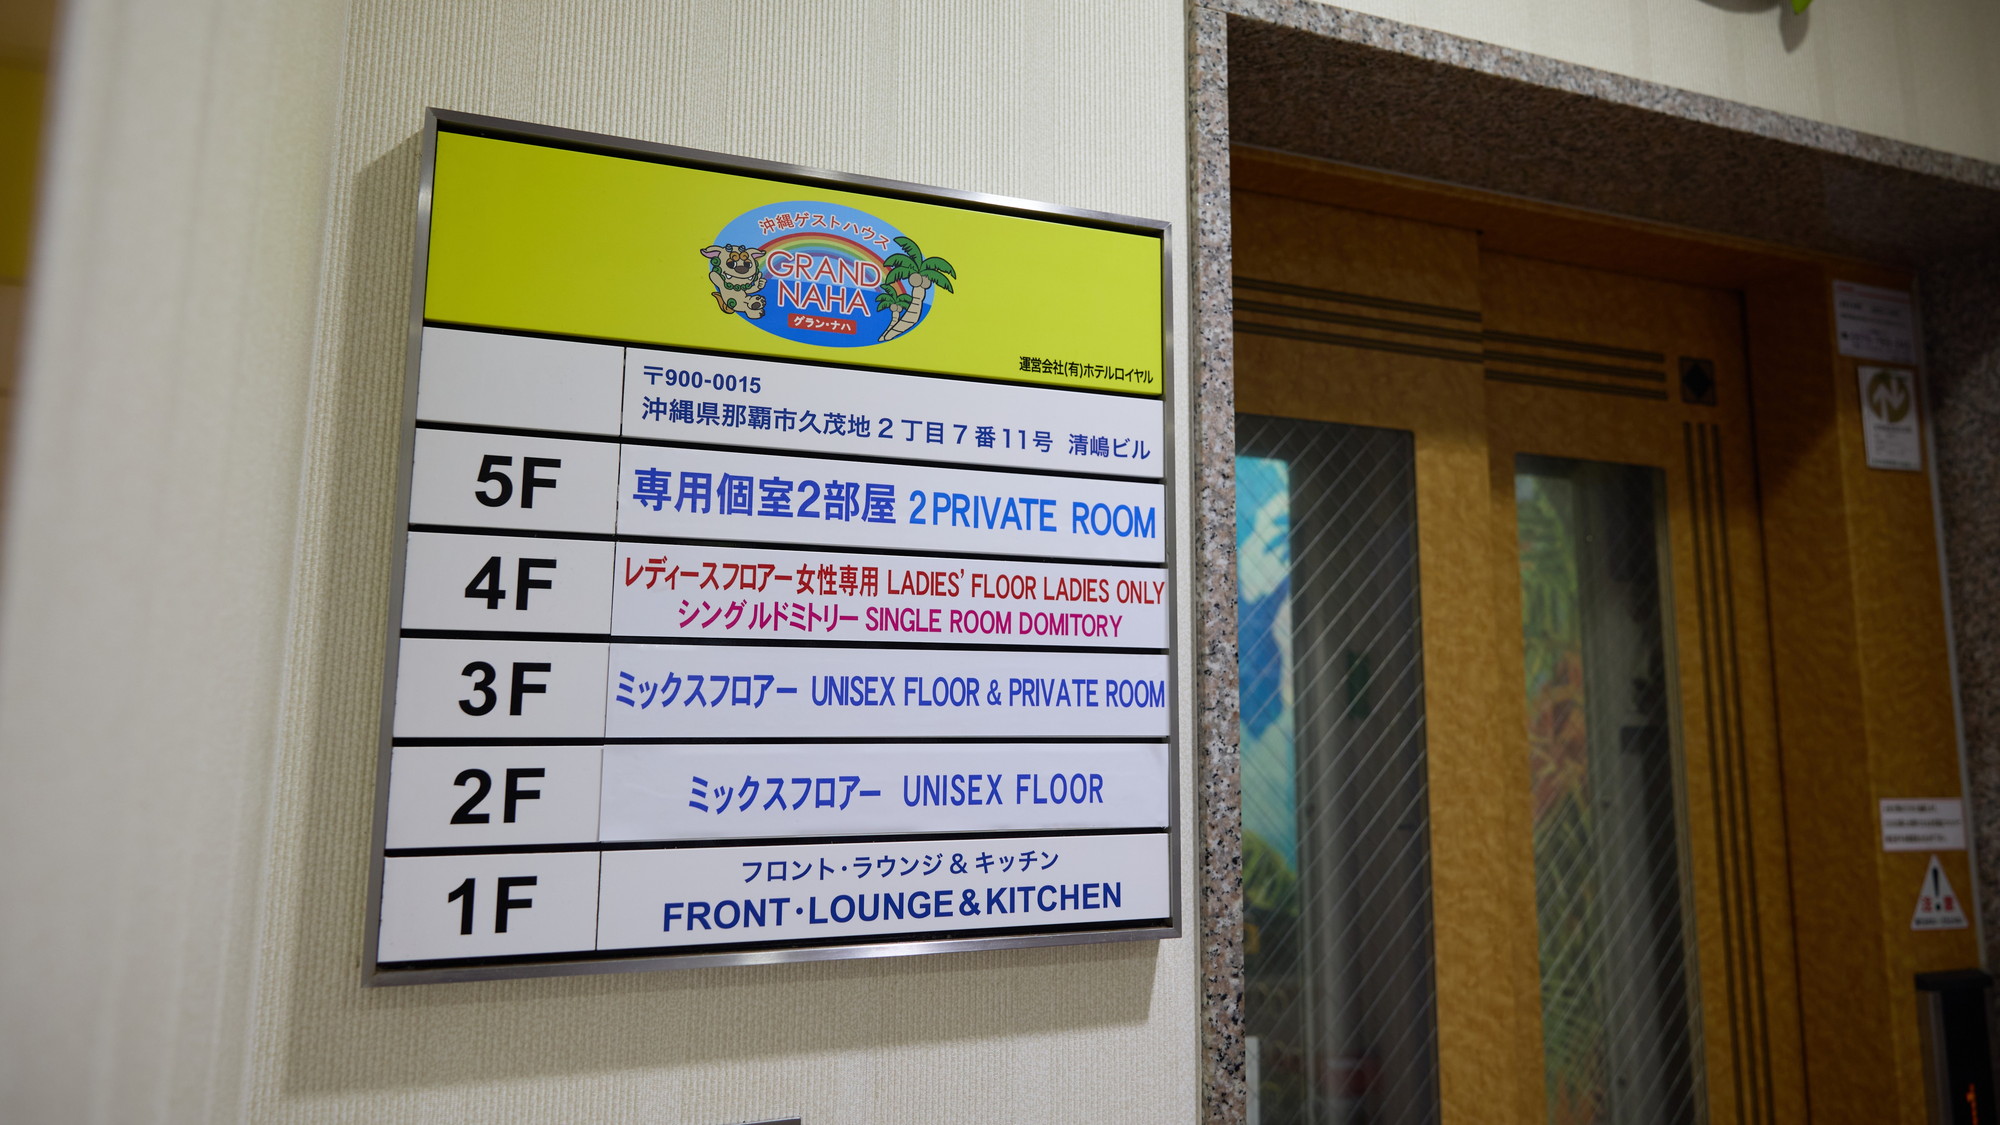 沖縄ゲストハウス
GRAND
NAHA
グラン・ナハ
運営会社(有)ホテルロイヤル
〒900-0015
沖縄県那覇市久茂地2丁目7番11号 清嶋ビル
5F 専用個室2部屋 2 PRIVATE ROOM
4F レディースフロアー女性専用 LADIES' FLOOR LADIES ONLY
シングルドミトリー SINGLE ROOM DOMITORY
3F ミックスフロアー UNISEX FLOOR & PRIVATE ROOM
2F ミックスフロアー UNISEX FLOOR
1F フロント・ラウンジ & キッチン
FRONT・LOUNGE&KITCHEN
注意